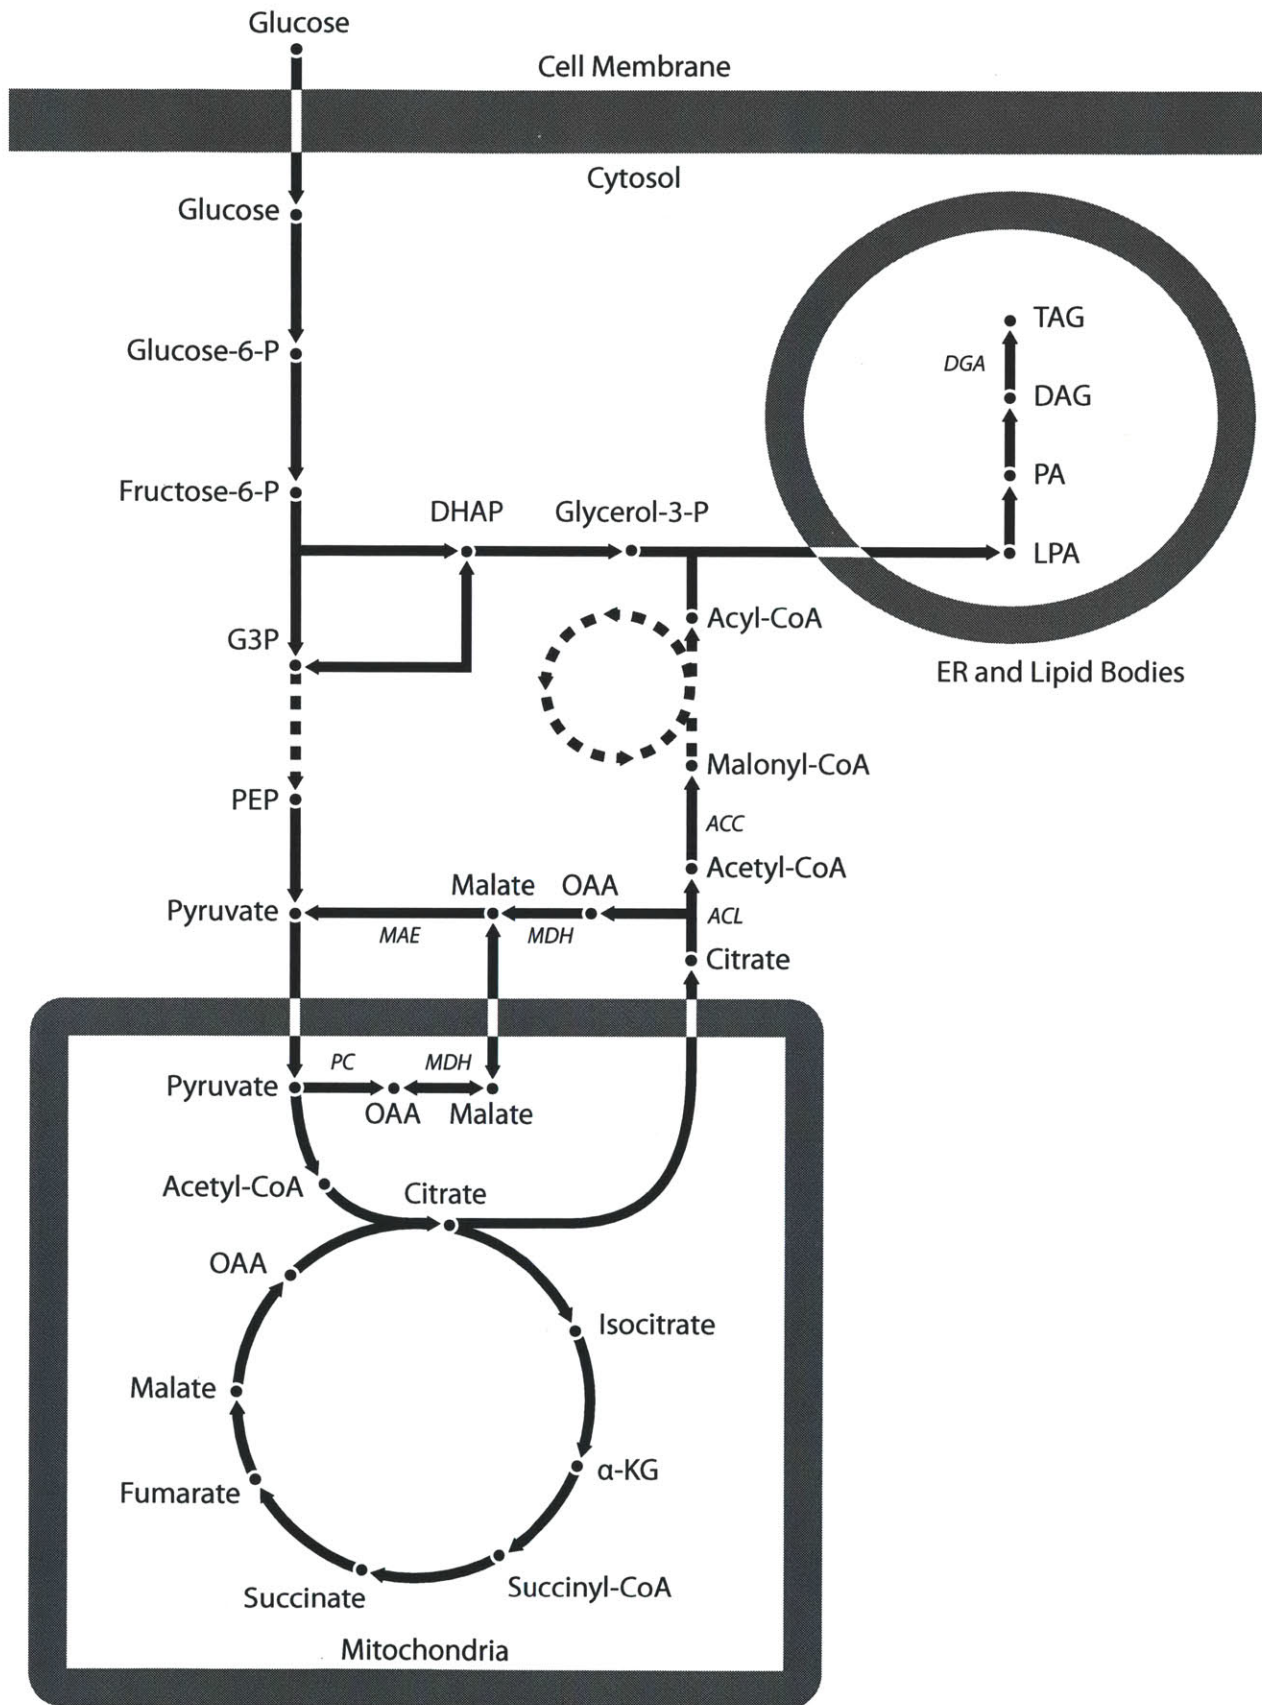 Glucose
Cell Membrane
Cytosol
Glucose
Glucose-6-P
Fructose-6-P
DHAP
Glycerol-3-P
TAG
DGA
DAG
PA
LPA
G3P
Acyl-CoA
ER and Lipid Bodies
PEP
Malonyl-CoA
ACC
Acetyl-CoA
Pyruvate
Malate
OAA
MAE
MDH
ACL
Citrate
Pyruvate
PC
MDH
OAA
Malate
Acetyl-CoA
Citrate
OAA
Isocitrate
Malate
α-KG
Fumarate
Succinyl-CoA
Succinate
Mitochondria